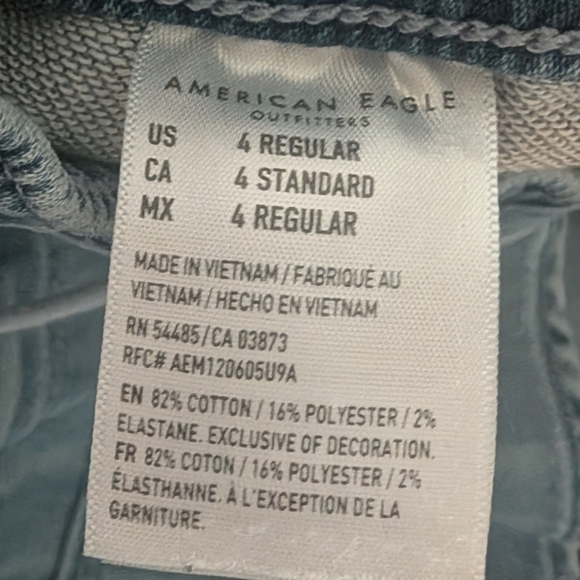 AMERICAN EAGLE
OUTFITTERS
US 4 REGULAR
CA 4 STANDARD
MX 4 REGULAR
MADE IN VIETNAM / FABRIQUÉ AU
VIETNAM / HECHO EN VIETNAM
RN 54485/CA 03873
RFC# AEM120605U9A
EN 82% COTTON / 16% POLYESTER / 2%
ELASTANE. EXCLUSIVE OF DECORATION.
FR 82% COTON / 16% POLYESTER / 2%
ÉLASTHANNE. À L'EXCEPTION DE LA
GARNITURE.